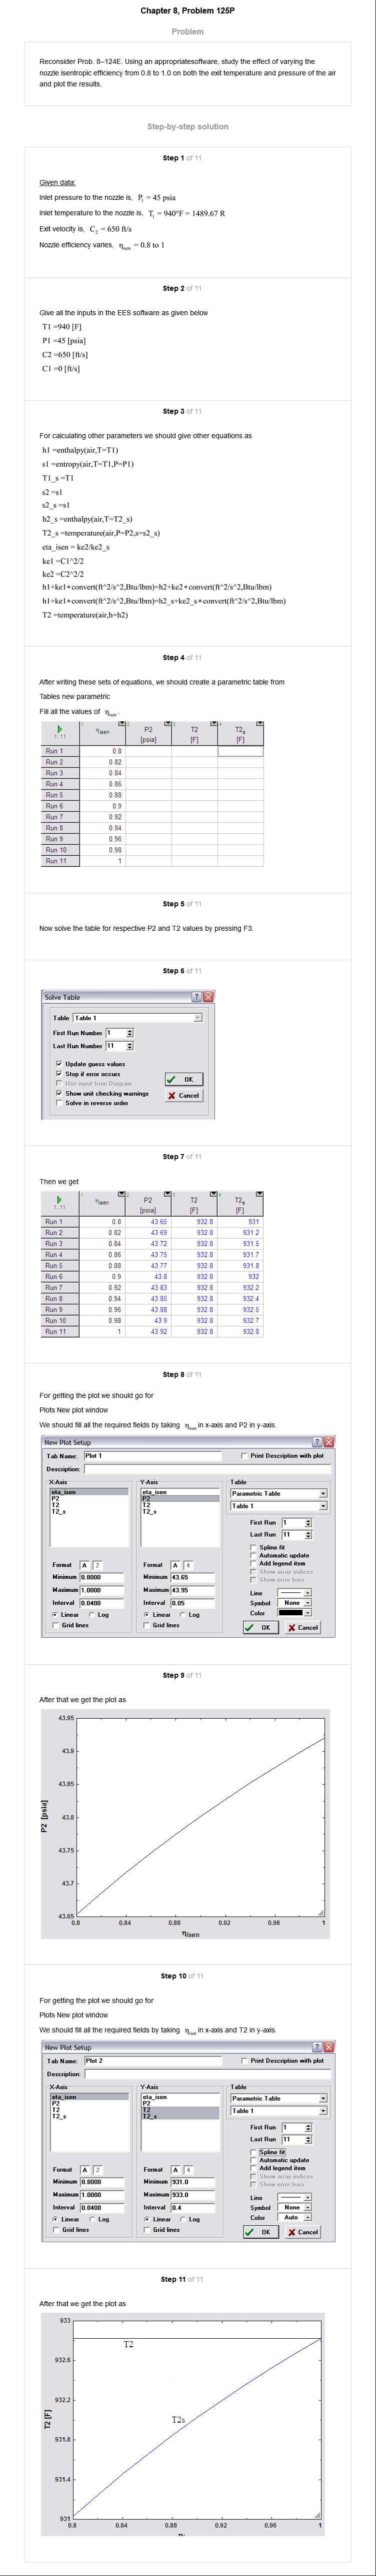 Chapter 8, Problem 125P
Problem
Reconsider Prob. 8–124E. Using an appropriatesoftware, study the effect of varying the
nozzle isentropic efficiency from 0.8 to 1.0 on both the exit temperature and pressure of the air
and plot the results.
Step-by-step solution
Step 1 of 11
Given data:
Inlet pressure to the nozzle is, P₁ = 45 psia
Inlet temperature to the nozzle is, T₁ = 940°F = 1489.67 R
Exit velocity is, C₂ = 650 ft/s
Nozzle efficiency varies, η_isen = 0.8 to 1
Step 2 of 11
Give all the inputs in the EES software as given below
T1 =940 [F]
P1 =45 [psia]
C2 =650 [ft/s]
C1 =0 [ft/s]
Step 3 of 11
For calculating other parameters we should give other equations as
h1 =enthalpy(air,T=T1)
s1 =entropy(air,T=T1,P=P1)
T1_s =T1
s2 =s1
s2_s =s1
h2_s =enthalpy(air,T=T2_s)
T2_s =temperature(air,P=P2,s=s2_s)
eta_isen = ke2/ke2_s
ke1 =C1^2/2
ke2 =C2^2/2
h1+ke1*convert(ft^2/s^2,Btu/lbm)=h2+ke2*convert(ft^2/s^2,Btu/lbm)
h1+ke1*convert(ft^2/s^2,Btu/lbm)=h2_s+ke2_s*convert(ft^2/s^2,Btu/lbm)
T2 =temperature(air,h=h2)
Step 4 of 11
After writing these sets of equations, we should create a parametric table from
Tables new parametric
Fill all the values of η_isen .
1..11 1 η_isen 2 P2 [psia] 3 T2 [F] 4 T2s [F]
Run 1 0.8
Run 2 0.82
Run 3 0.84
Run 4 0.86
Run 5 0.88
Run 6 0.9
Run 7 0.92
Run 8 0.94
Run 9 0.96
Run 10 0.98
Run 11 1
Step 5 of 11
Now solve the table for respective P2 and T2 values by pressing F3.
Step 6 of 11
Solve Table
Table Table 1
First Run Number 1
Last Run Number 11
Update guess values
Stop if error occurs OK
Use input from Diagram
Show unit checking warnings Cancel
Solve in reverse order
Step 7 of 11
Then we get
1..11 1 η_isen 2 P2 [psia] 3 T2 [F] 4 T2s [F]
Run 1 0.8 43.65 932.8 931
Run 2 0.82 43.69 932.8 931.2
Run 3 0.84 43.72 932.8 931.5
Run 4 0.86 43.75 932.8 931.7
Run 5 0.88 43.77 932.8 931.8
Run 6 0.9 43.8 932.8 932
Run 7 0.92 43.83 932.8 932.2
Run 8 0.94 43.85 932.8 932.4
Run 9 0.96 43.88 932.8 932.5
Run 10 0.98 43.9 932.8 932.7
Run 11 1 43.92 932.8 932.8
Step 8 of 11
For getting the plot we should go for
Plots New plot window
We should fill all the required fields by taking η_isen in x-axis and P2 in y-axis.
New Plot Setup
Tab Name: Plot 1 Print Description with plot
Description:
X-Axis Y-Axis Table
eta_isen eta_isen Parametric Table
P2 P2
T2 T2 Table 1
T2_s T2_s
First Run 1
Last Run 11
Spline fit
Automatic update
Format A 2 Format A 4 Add legend item
Show array indices
Minimum 0.8000 Minimum 43.65 Show error bars
Maximum 1.0000 Maximum 43.95 Line
Interval 0.0400 Interval 0.05 Symbol None
Linear Log Linear Log Color
Grid lines Grid lines OK Cancel
Step 9 of 11
After that we get the plot as
43.95
43.9
43.85
43.8
43.75
43.7
43.65
P2 [psia]
0.8 0.84 0.88 0.92 0.96 1
η_isen
Step 10 of 11
For getting the plot we should go for
Plots New plot window
We should fill all the required fields by taking η_isen in x-axis and T2 in y-axis.
New Plot Setup
Tab Name: Plot 2 Print Description with plot
Description:
X-Axis Y-Axis Table
eta_isen eta_isen Parametric Table
P2 P2
T2 T2 Table 1
T2_s T2_s
First Run 1
Last Run 11
Spline fit
Automatic update
Format A 2 Format A 4 Add legend item
Show array indices
Minimum 0.8000 Minimum 931.0 Show error bars
Maximum 1.0000 Maximum 933.0 Line
Interval 0.0400 Interval 0.4 Symbol None
Linear Log Linear Log Color Auto
Grid lines Grid lines OK Cancel
Step 11 of 11
After that we get the plot as
933
932.6
932.2
931.8
931.4
931
T2 [F]
T2
T2s
0.8 0.84 0.88 0.92 0.96 1